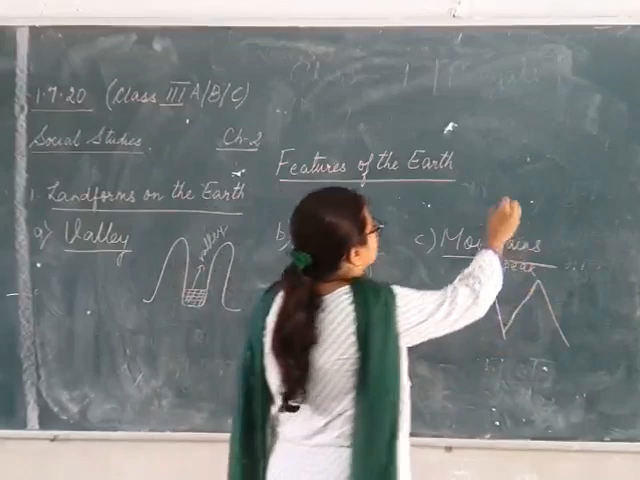 1.7.20 (Class III A/B/C)
Social Studies Ch-2
Features of the Earth
1. Landforms on the Earth
a) Valley
valley
b)
c) Mountains
Peak